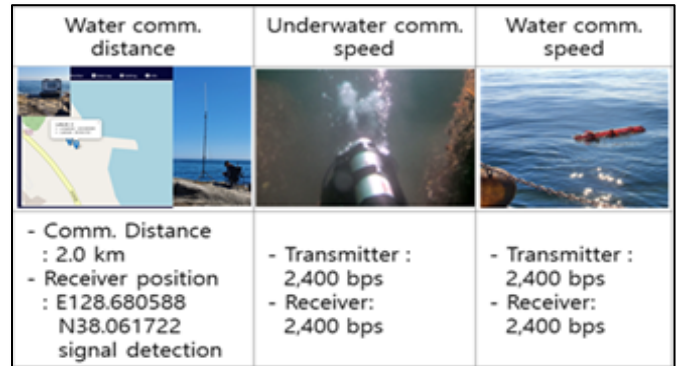 Water comm.
distance
Underwater comm.
speed
Water comm.
speed
- Comm. Distance
: 2.0 km
- Receiver position
: E128.680588
N38.061722
signal detection
- Transmitter :
2,400 bps
- Receiver:
2,400 bps
- Transmitter :
2,400 bps
- Receiver:
2,400 bps